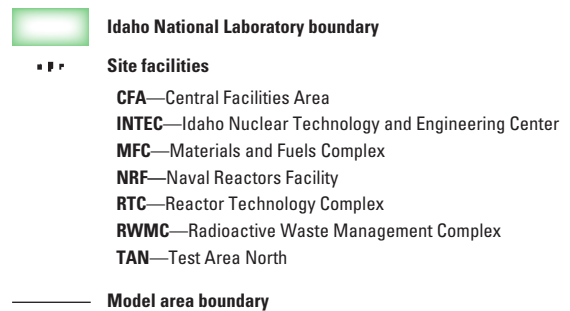 Idaho National Laboratory boundary
Site facilities
CFA—Central Facilities Area
INTEC—Idaho Nuclear Technology and Engineering Center
MFC—Materials and Fuels Complex
NRF—Naval Reactors Facility
RTC—Reactor Technology Complex
RWMC—Radioactive Waste Management Complex
TAN—Test Area North
Model area boundary